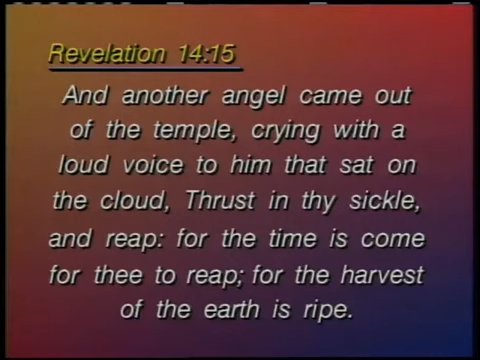 Revelation 14:15
And another angel came out
of the temple, crying with a
loud voice to him that sat on
the cloud, Thrust in thy sickle,
and reap: for the time is come
for thee to reap; for the harvest
of the earth is ripe.